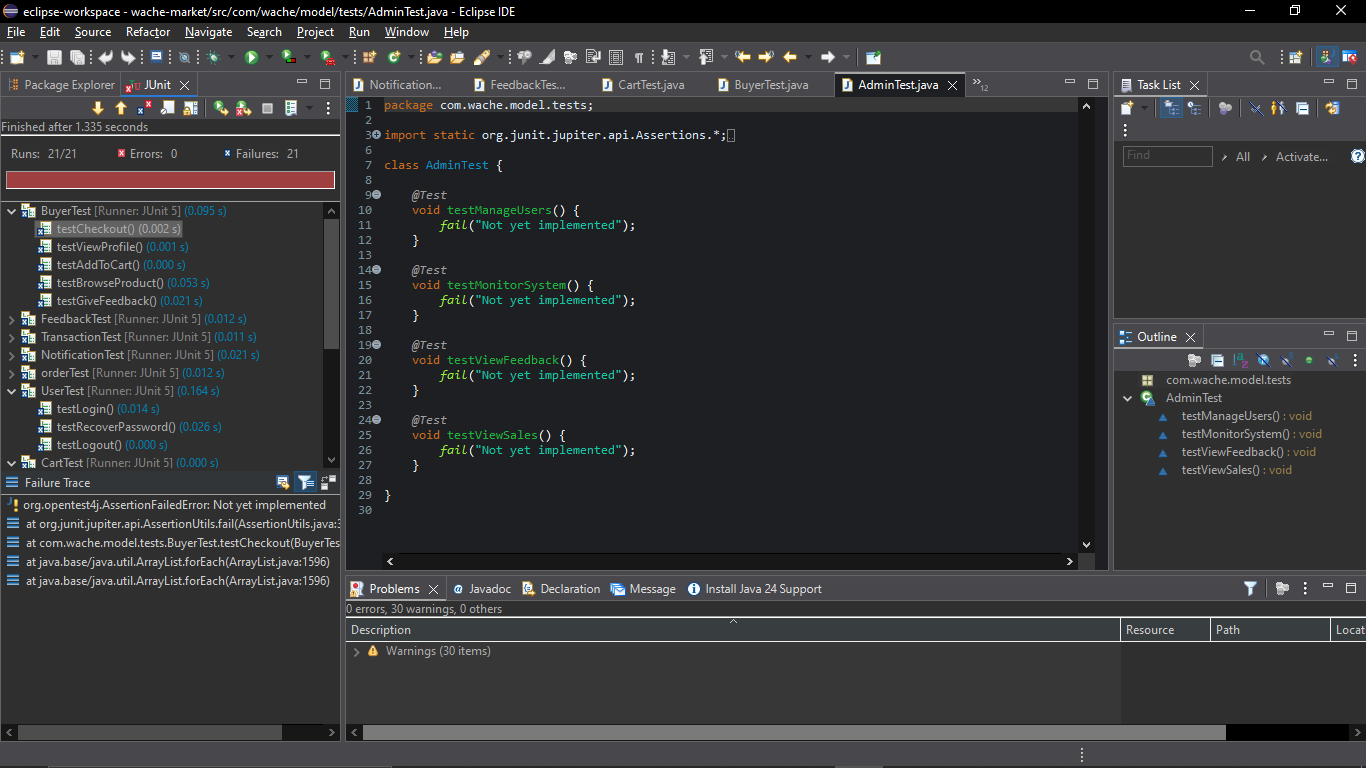 eclipse-workspace - wache-market/src/com/wache/model/tests/AdminTest.java - Eclipse IDE
File Edit Source Refactor Navigate Search Project Run Window Help
Package Explorer JUnit
Finished after 1.335 seconds
Runs: 21/21 Errors: 0 Failures: 21
BuyerTest [Runner: JUnit 5] (0.095 s)
testCheckout() (0.002 s)
testViewProfile() (0.001 s)
testAddToCart() (0.000 s)
testBrowseProduct() (0.053 s)
testGiveFeedback() (0.021 s)
FeedbackTest [Runner: JUnit 5] (0.012 s)
TransactionTest [Runner: JUnit 5] (0.011 s)
NotificationTest [Runner: JUnit 5] (0.021 s)
orderTest [Runner: JUnit 5] (0.012 s)
UserTest [Runner: JUnit 5] (0.164 s)
testLogin() (0.014 s)
testRecoverPassword() (0.026 s)
testLogout() (0.000 s)
CartTest [Runner: JUnit 5] (0.000 s)
Failure Trace
org.opentest4j.AssertionFailedError: Not yet implemented
at org.junit.jupiter.api.AssertionUtils.fail(AssertionUtils.java:3
at com.wache.model.tests.BuyerTest.testCheckout(BuyerTes
at java.base/java.util.ArrayList.forEach(ArrayList.java:1596)
at java.base/java.util.ArrayList.forEach(ArrayList.java:1596)
Notification... FeedbackTes... CartTest.java BuyerTest.java AdminTest.java »12
1 package com.wache.model.tests;
2
3 import static org.junit.jupiter.api.Assertions.*;
6
7 class AdminTest {
8
9 @Test
10 void testManageUsers() {
11 fail("Not yet implemented");
12 }
13
14 @Test
15 void testMonitorSystem() {
16 fail("Not yet implemented");
17 }
18
19 @Test
20 void testViewFeedback() {
21 fail("Not yet implemented");
22 }
23
24 @Test
25 void testViewSales() {
26 fail("Not yet implemented");
27 }
28
29 }
30
Problems Javadoc Declaration Message Install Java 24 Support
0 errors, 30 warnings, 0 others
Description Resource Path Locat
Warnings (30 items)
Task List
Find All Activate...
Outline
com.wache.model.tests
AdminTest
testManageUsers() : void
testMonitorSystem() : void
testViewFeedback() : void
testViewSales() : void